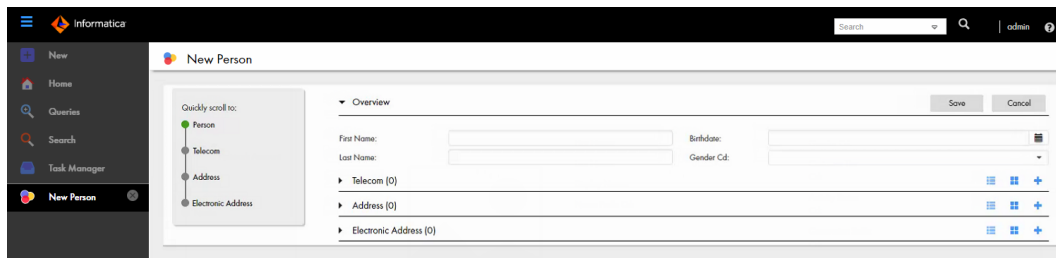 Informatica
Search
admin
New
Home
Queries
Search
Task Manager
New Person
New Person
Quickly scroll to:
Person
Telecom
Address
Electronic Address
Overview
Save
Cancel
First Name:
Birthdate:
Last Name:
Gender Cd:
Telecom (0)
Address (0)
Electronic Address (0)